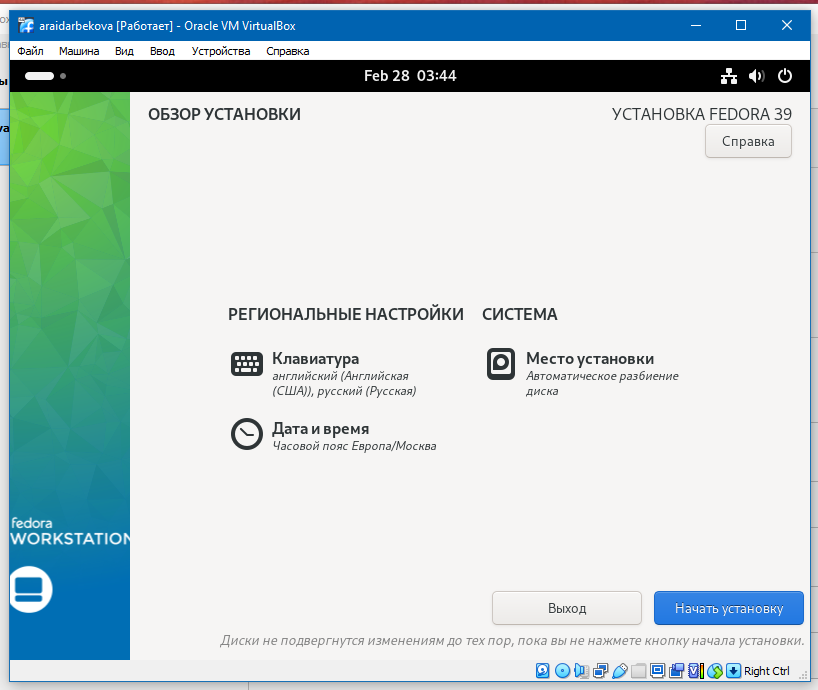 araidarbekova [Работает] - Oracle VM VirtualBox
Файл Машина Вид Ввод Устройства Справка
Feb 28 03:44
ОБЗОР УСТАНОВКИ
УСТАНОВКА FEDORA 39
Справка
РЕГИОНАЛЬНЫЕ НАСТРОЙКИ
Клавиатура
английский (Английская
(США)), русский (Русская)
Дата и время
Часовой пояс Европа/Москва
СИСТЕМА
Место установки
Автоматическое разбиение
диска
fedora
WORKSTATION
Выход
Начать установку
Диски не подвергнутся изменениям до тех пор, пока вы не нажмете кнопку начала установки.
Right Ctrl